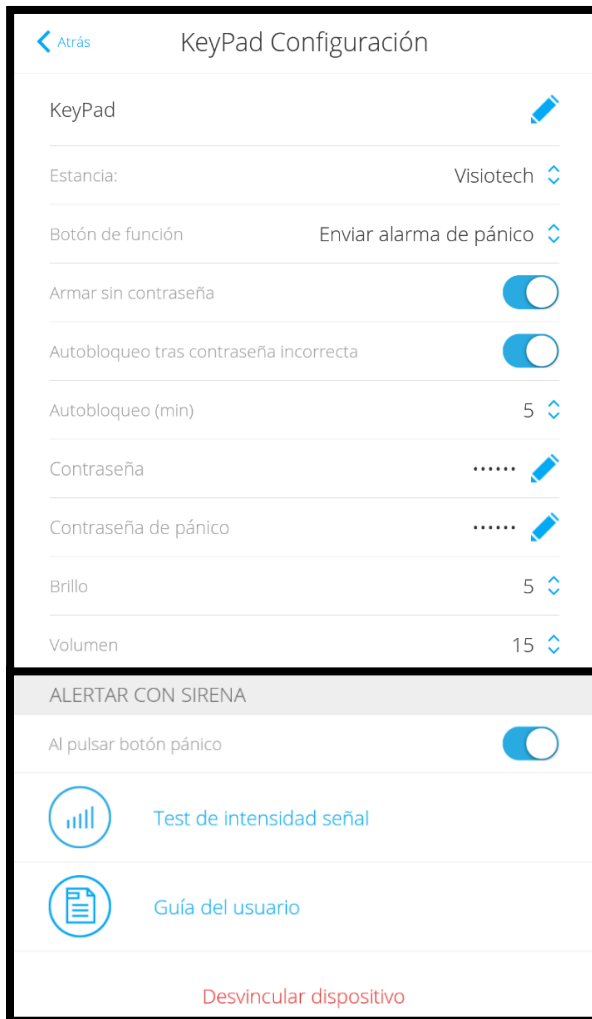 Atrás KeyPad Configuración
KeyPad
Estancia: Visiotech
Botón de función Enviar alarma de pánico
Armar sin contraseña
Autobloqueo tras contraseña incorrecta
Autobloqueo (min) 5
Contraseña ······
Contraseña de pánico ······
Brillo 5
Volumen 15
ALERTAR CON SIRENA
Al pulsar botón pánico
Test de intensidad señal
Guía del usuario
Desvincular dispositivo